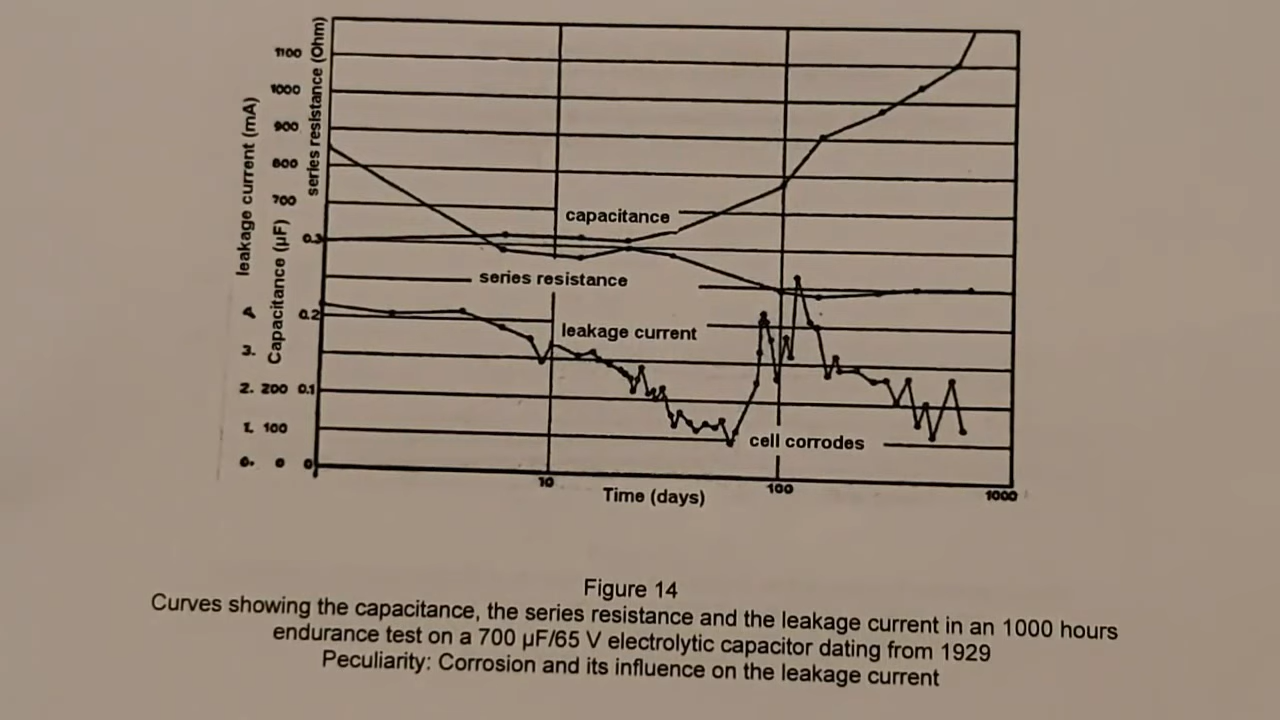 series resistance (Ohm)
leakage current (mA)
Capacitance (µF)
1100
1000
900
800
700
0.3
4. 0.2
3.
2. 200 0.1
1. 100
0. 0 0
capacitance
series resistance
leakage current
cell corrodes
10 100 1000
Time (days)
Figure 14
Curves showing the capacitance, the series resistance and the leakage current in an 1000 hours
endurance test on a 700 µF/65 V electrolytic capacitor dating from 1929
Peculiarity: Corrosion and its influence on the leakage current